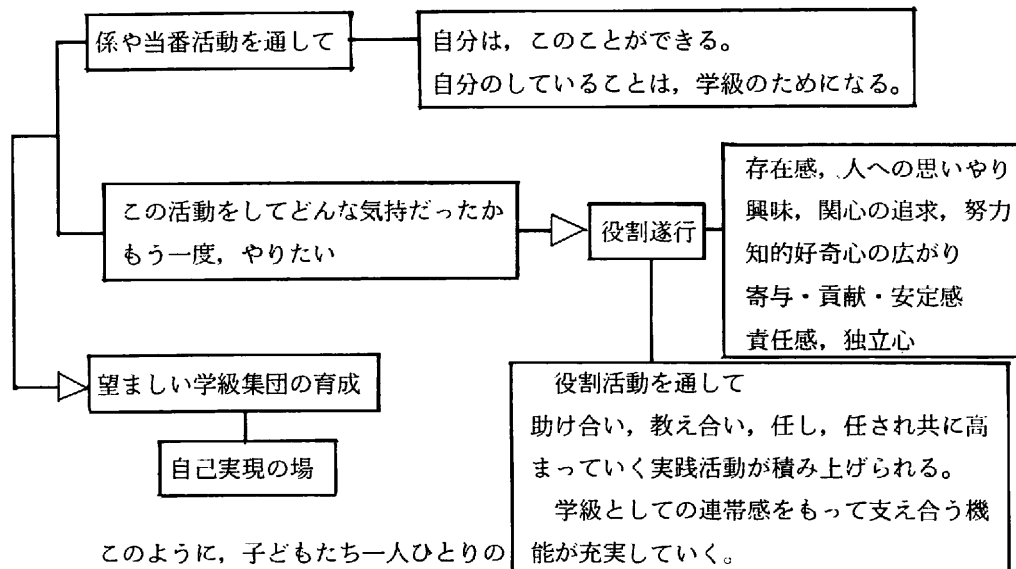 係や当番活動を通して
自分は，このことができる。
自分のしていることは，学級のためになる。
この活動をしてどんな気持だったか
もう一度，やりたい
役割遂行
存在感，人への思いやり
興味，関心の追求，努力
知的好奇心の広がり
寄与・貢献・安定感
責任感，独立心
望ましい学級集団の育成
自己実現の場
役割活動を通して
助け合い，教え合い，任し，任され共に高
まっていく実践活動が積み上げられる。
学級としての連帯感をもって支え合う機
能が充実していく。
このように，子どもたち一人ひとりの